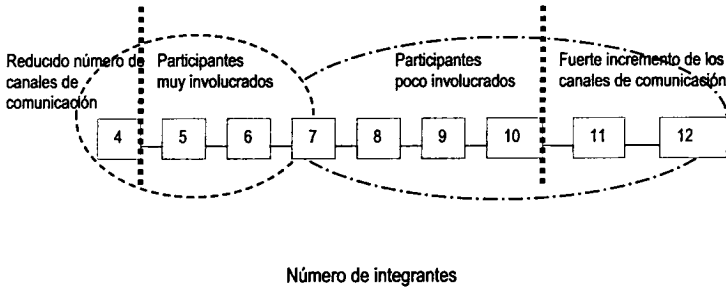 Reducido número de
canales de
comunicación
Participantes
muy involucrados
Participantes
poco involucrados
Fuerte incremento de los
canales de comunicación
4 5 6 7 8 9 10 11 12
Número de integrantes